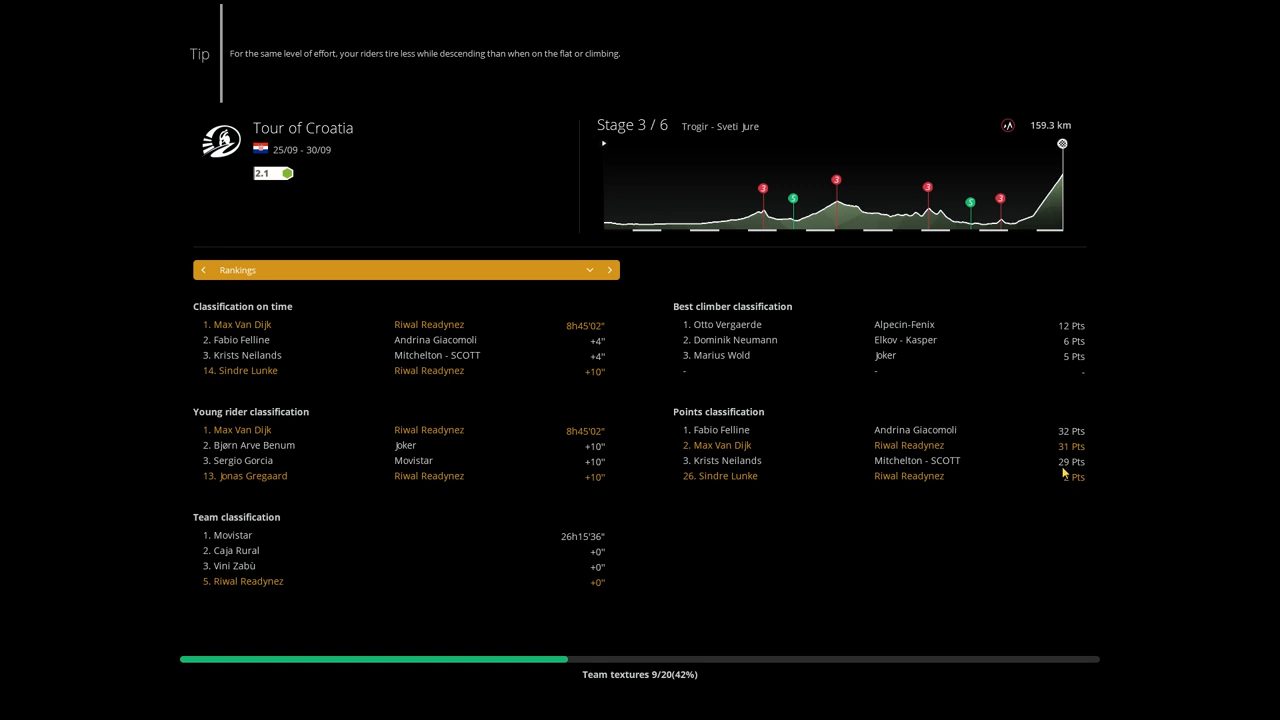 Tip
For the same level of effort, your riders tire less while descending than when on the flat or climbing.
Tour of Croatia
25/09 - 30/09
2.1
Stage 3 / 6 Trogir - Sveti Jure 159.3 km
3 S 3 3 S 3
Rankings
Classification on time
1. Max Van Dijk Riwal Readynez 8h45'02"
2. Fabio Felline Andrina Giacomoli +4"
3. Krists Neilands Mitchelton - SCOTT +4"
14. Sindre Lunke Riwal Readynez +10"
Best climber classification
1. Otto Vergaerde Alpecin-Fenix 12 Pts
2. Dominik Neumann Elkov - Kasper 6 Pts
3. Marius Wold Joker 5 Pts
- - -
Young rider classification
1. Max Van Dijk Riwal Readynez 8h45'02"
2. Bjørn Arve Benum Joker +10"
3. Sergio Gorcia Movistar +10"
13. Jonas Gregaard Riwal Readynez +10"
Points classification
1. Fabio Felline Andrina Giacomoli 32 Pts
2. Max Van Dijk Riwal Readynez 31 Pts
3. Krists Neilands Mitchelton - SCOTT 29 Pts
26. Sindre Lunke Riwal Readynez 2 Pts
Team classification
1. Movistar 26h15'36"
2. Caja Rural +0"
3. Vini Zabù +0"
5. Riwal Readynez +0"
Team textures 9/20(42%)